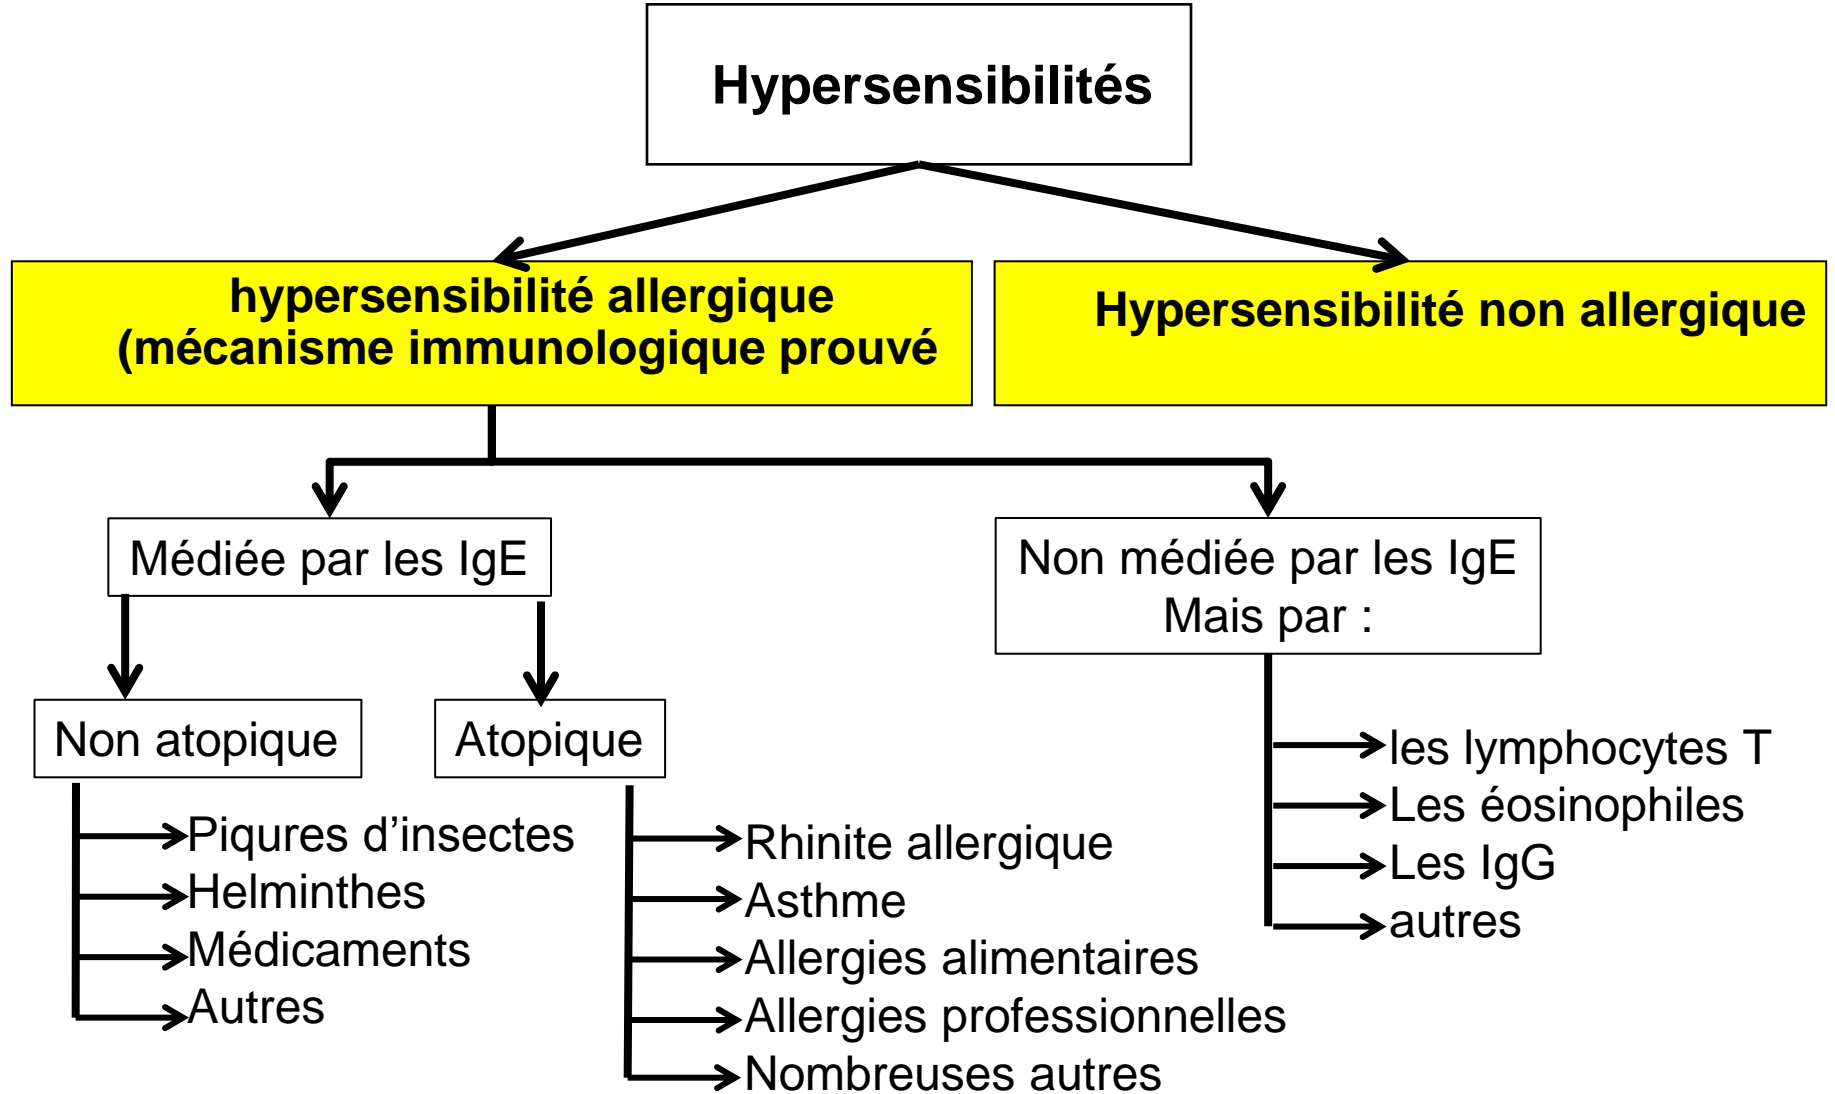 Hypersensibilités
hypersensibilité allergique
(mécanisme immunologique prouvé
Hypersensibilité non allergique
Médiée par les IgE
Non médiée par les IgE
Mais par :
Non atopique
Atopique
Piqures d’insectes
Helminthes
Médicaments
Autres
Rhinite allergique
Asthme
Allergies alimentaires
Allergies professionnelles
Nombreuses autres
les lymphocytes T
Les éosinophiles
Les IgG
autres